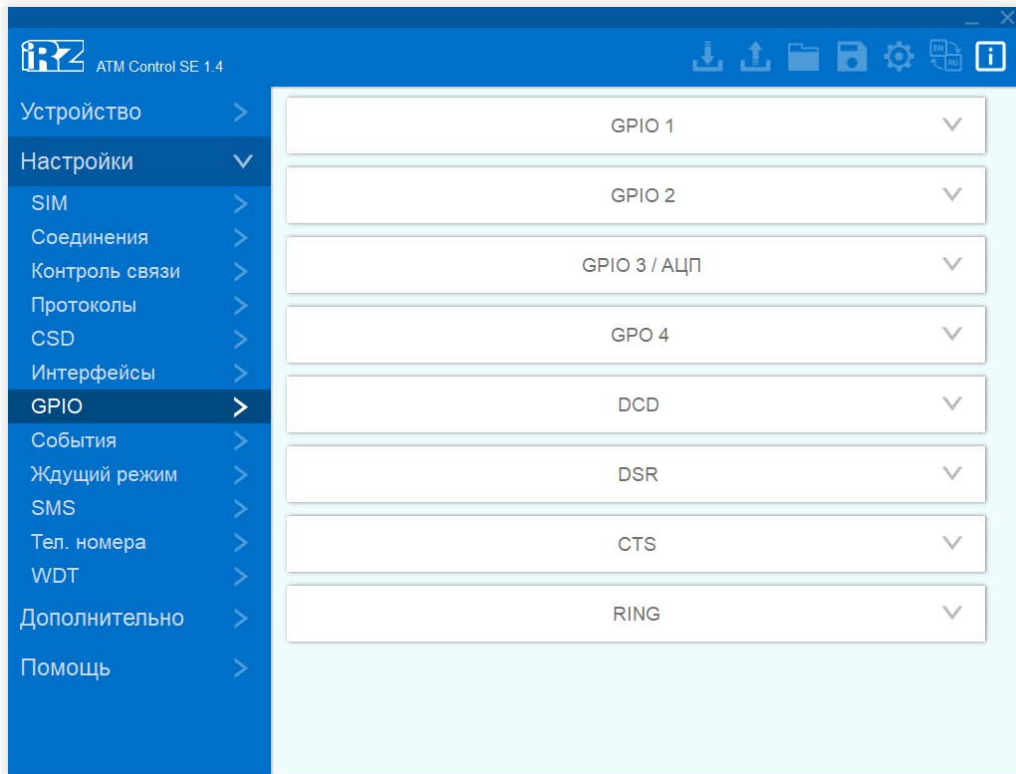 iRZ ATM Control SE 1.4
EN
RU
Устройство
Настройки
SIM
Соединения
Контроль связи
Протоколы
CSD
Интерфейсы
GPIO
События
Ждущий режим
SMS
Тел. номера
WDT
Дополнительно
Помощь
GPIO 1
GPIO 2
GPIO 3 / АЦП
GPO 4
DCD
DSR
CTS
RING